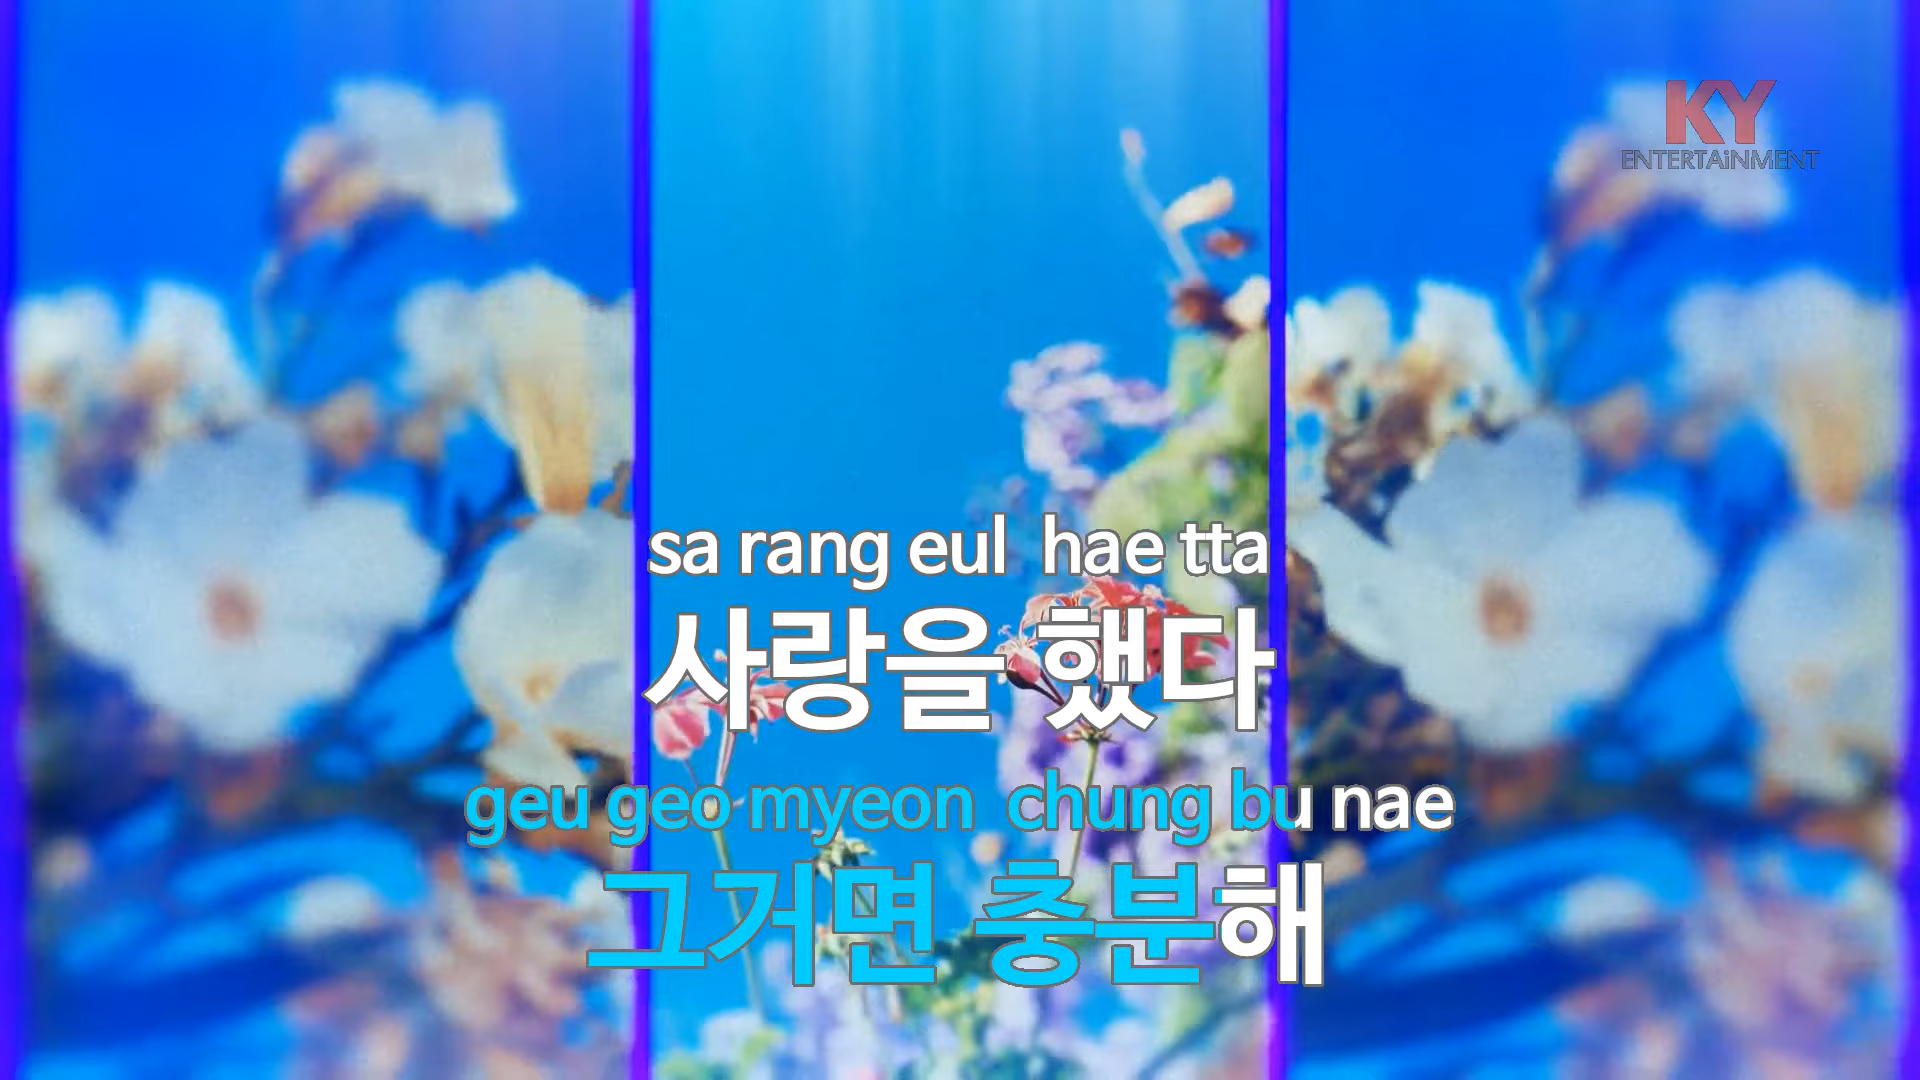 KY
ENTERTAiNMENT
sa rang eul hae tta
사랑을 했다
geu geo myeon chung bu nae
그거면 충분해